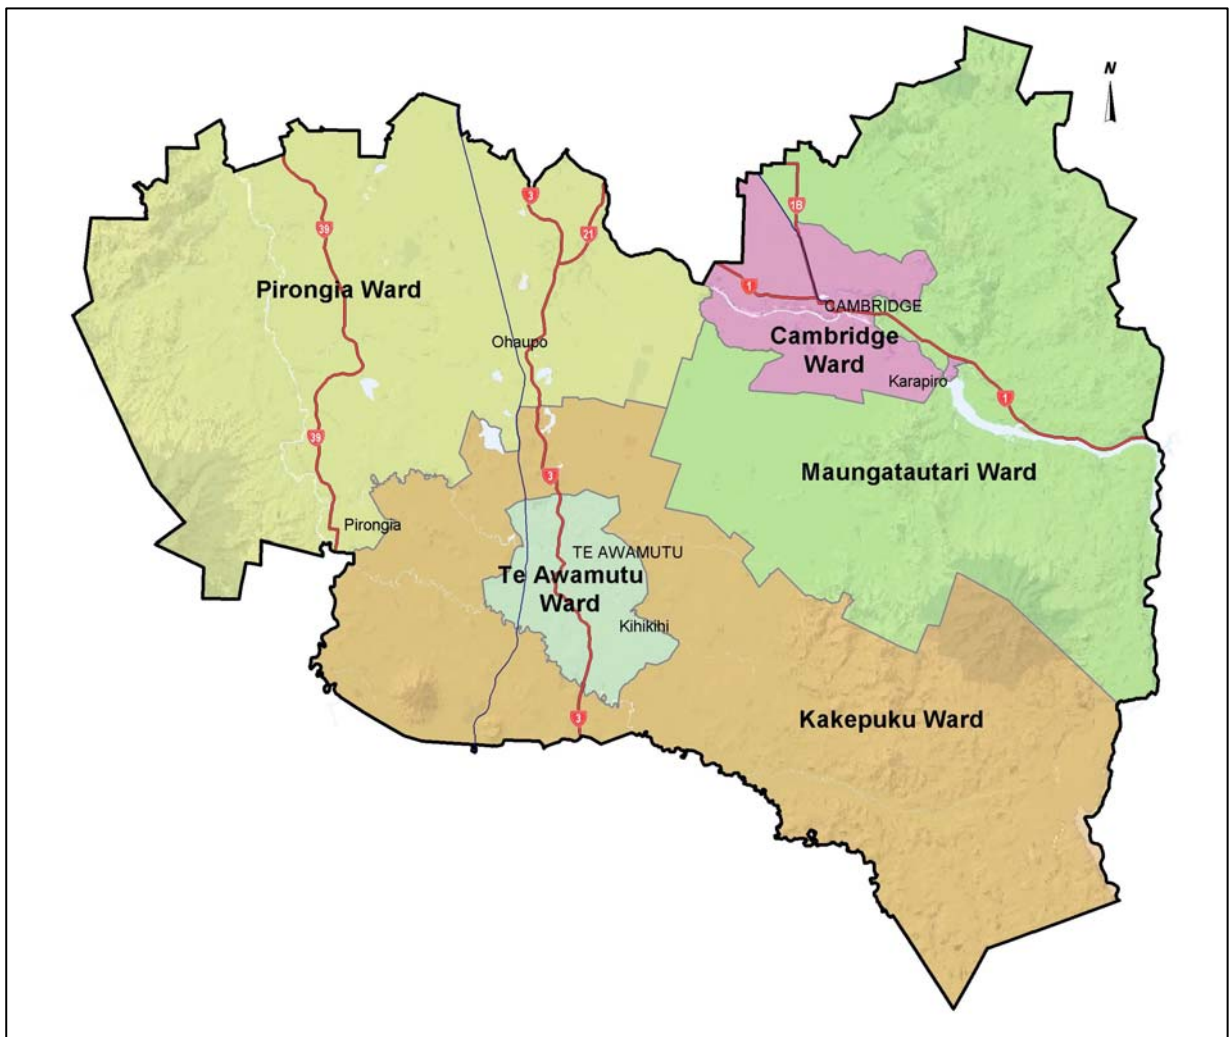 N
1B
3
39
21
Pirongia Ward
1
CAMBRIDGE
Ohaupo
Cambridge
Ward
Karapiro
1
39
3
Maungatautari Ward
Pirongia
TE AWAMUTU
Te Awamutu
Ward
Kihikihi
3
Kakepuku Ward